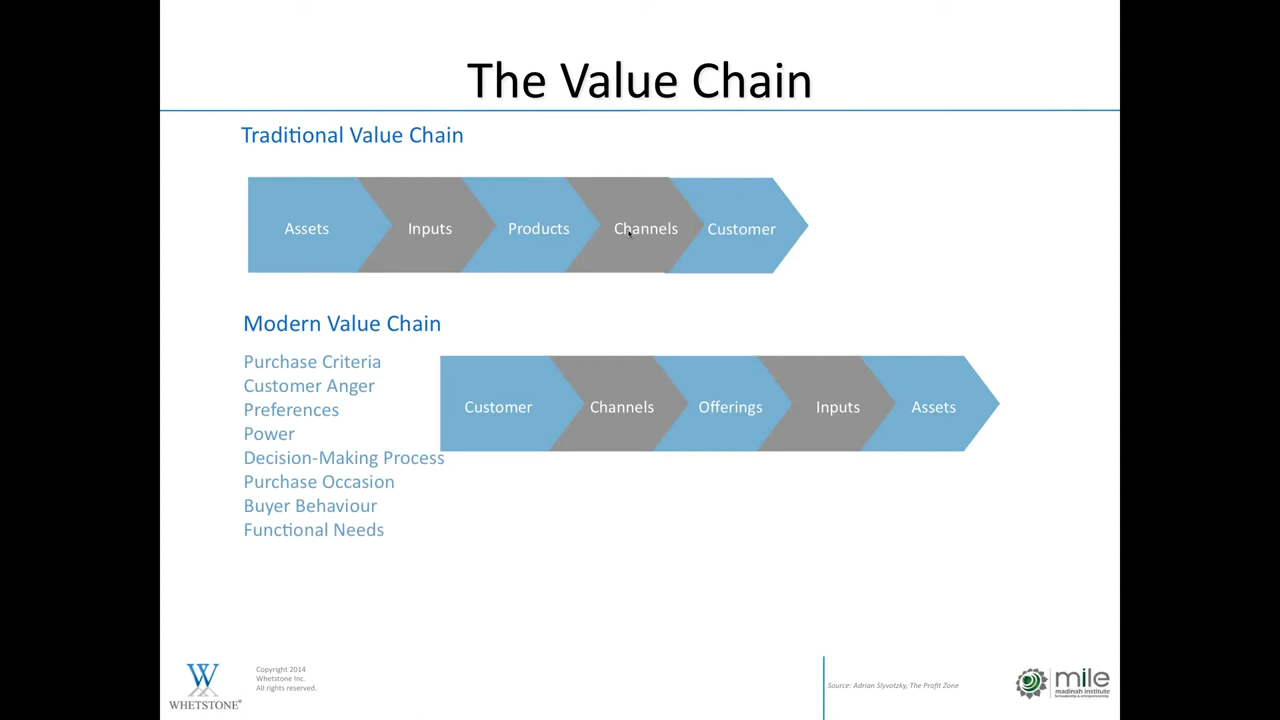 The Value Chain
Traditional Value Chain
Assets
Inputs
Products
Channels
Customer
Modern Value Chain
Purchase Criteria
Customer Anger
Preferences
Power
Decision-Making Process
Purchase Occasion
Buyer Behaviour
Functional Needs
Customer
Channels
Offerings
Inputs
Assets
WHETSTONE®
Copyright 2014
Whetstone Inc.
All rights reserved.
Source: Adrian Slyvotzky, The Profit Zone
mile
madinah institute
for leadership & entrepreneurship